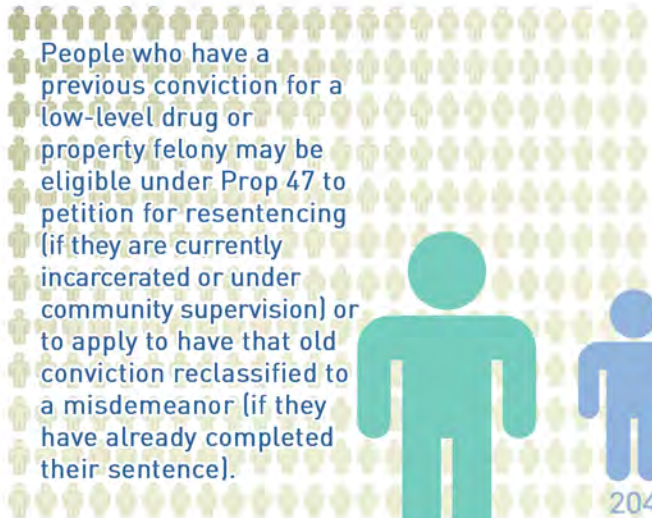 People who have a
previous conviction for a
low-level drug or
property felony may be
eligible under Prop 47 to
petition for resentencing
(if they are currently
incarcerated or under
community supervision) or
to apply to have that old
conviction reclassified to
a misdemeanor (if they
have already completed
their sentence).
204